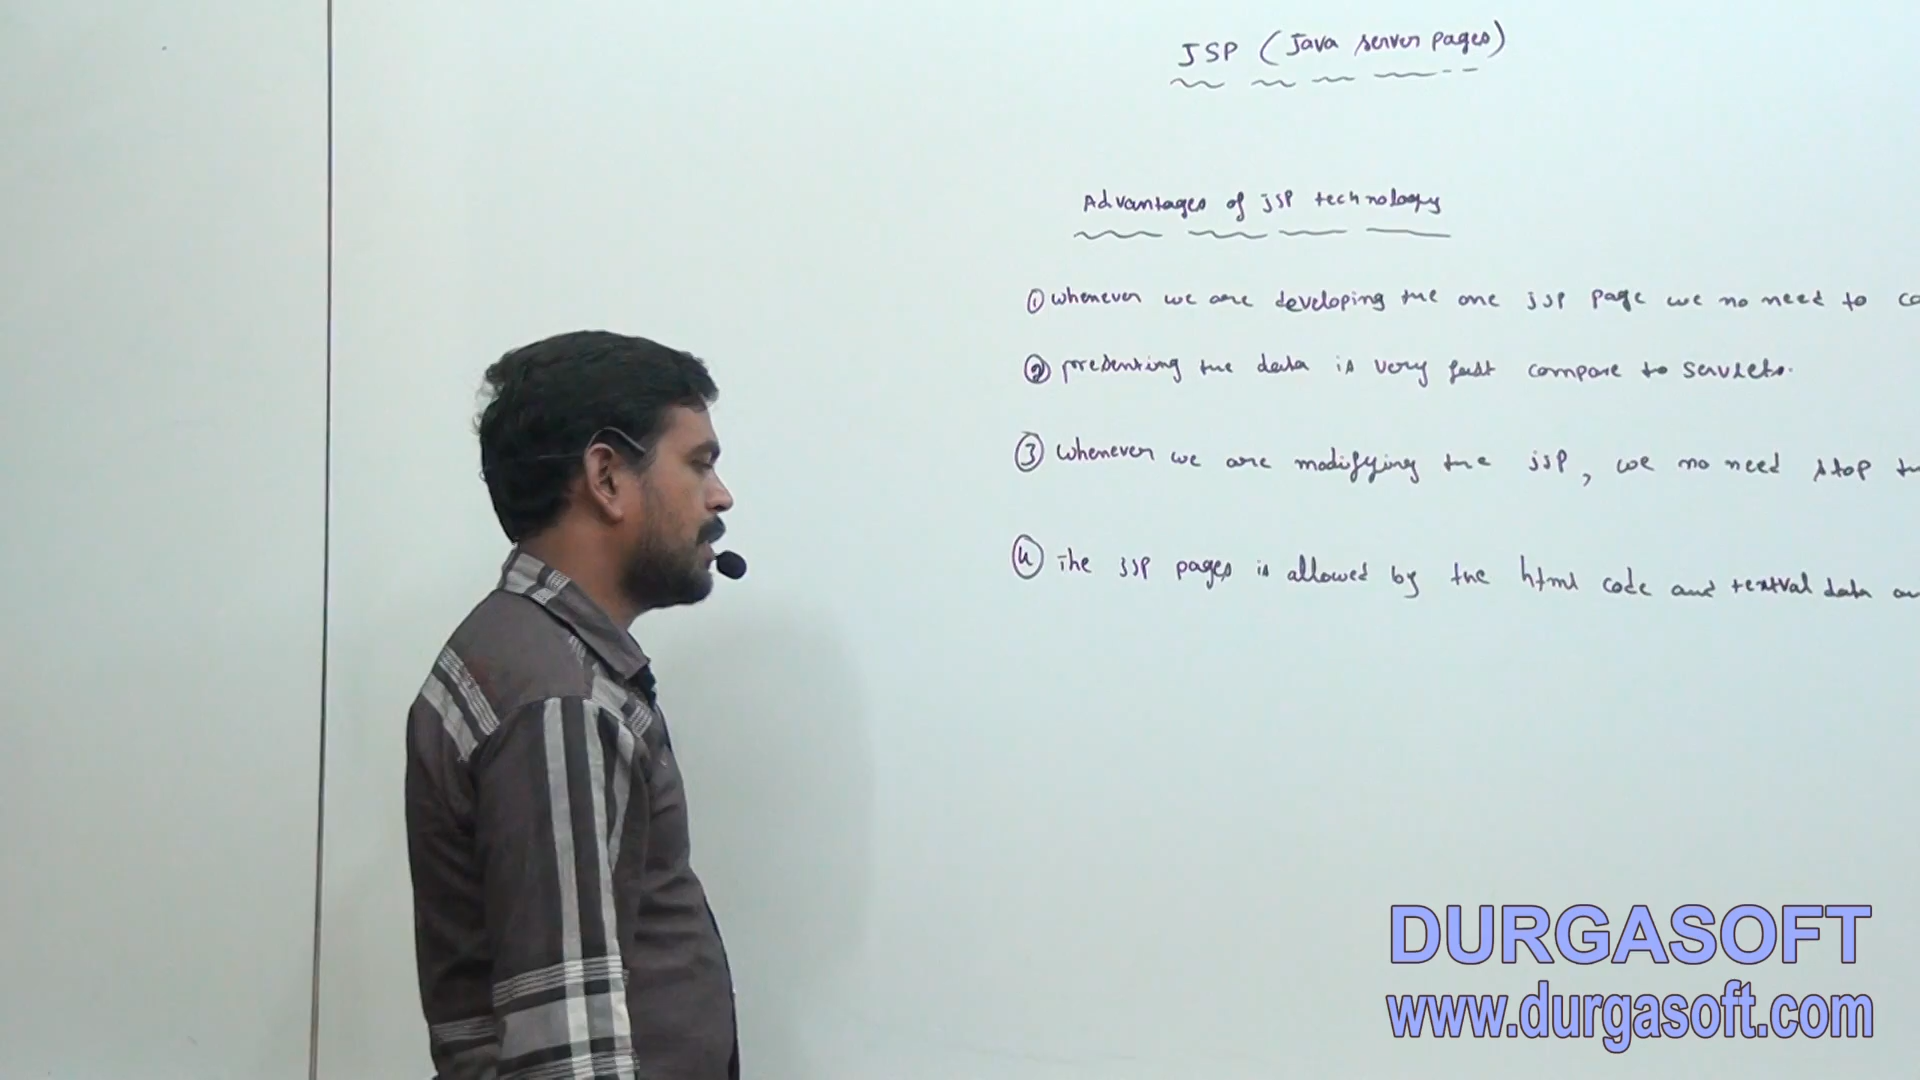 JSP (Java server pages)
Advantages of jsp technology
① whenever we are developing the one jsp page we no need to co
② presenting the data is very fast compare to servlets.
③ whenever we are modifying the jsp, we no need stop
④ The jsp pages is allowed by the html code and textval data
DURGASOFT
www.durgasoft.com